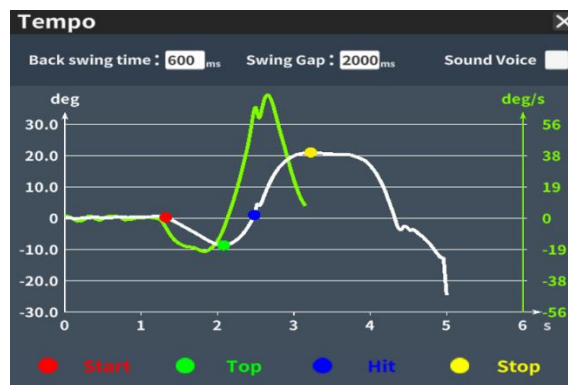 Tempo
Back swing time : 600 ms Swing Gap: 2000 ms Sound Voice
deg deg/s
30.0 56
20.0 38
10.0 19
0 0
-10.0 -19
-20.0 -38
-30.0 -56
0 1 2 3 4 5 6 s
Start Top Hit Stop